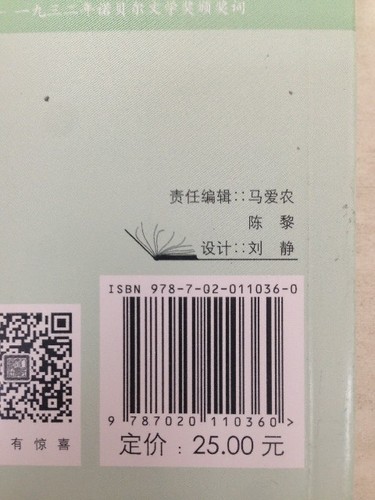 一九三二年诺贝尔文学奖颁奖词
责任编辑::马爱农
陈 黎
设计::刘 静
ISBN 978-7-02-011036-0
9 787020 110360 >
有惊喜
定价：25.00 元